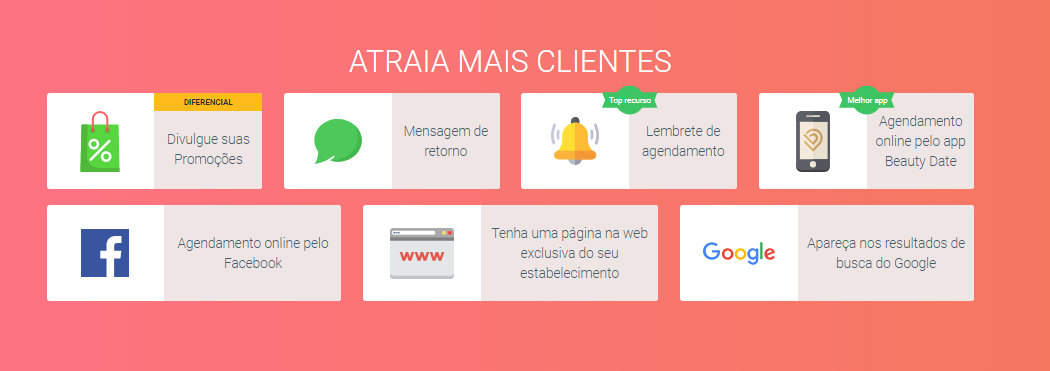 ATRAIA MAIS CLIENTES
%
DIFERENCIAL
Divulgue suas
Promoções
Mensagem de
retorno
Top recurso
Lembrete de
agendamento
Melhor app
Agendamento
online pelo app
Beauty Date
f
Agendamento online pelo
Facebook
www
Tenha uma página na web
exclusiva do seu
estabelecimento
Google
Apareça nos resultados de
busca do Google